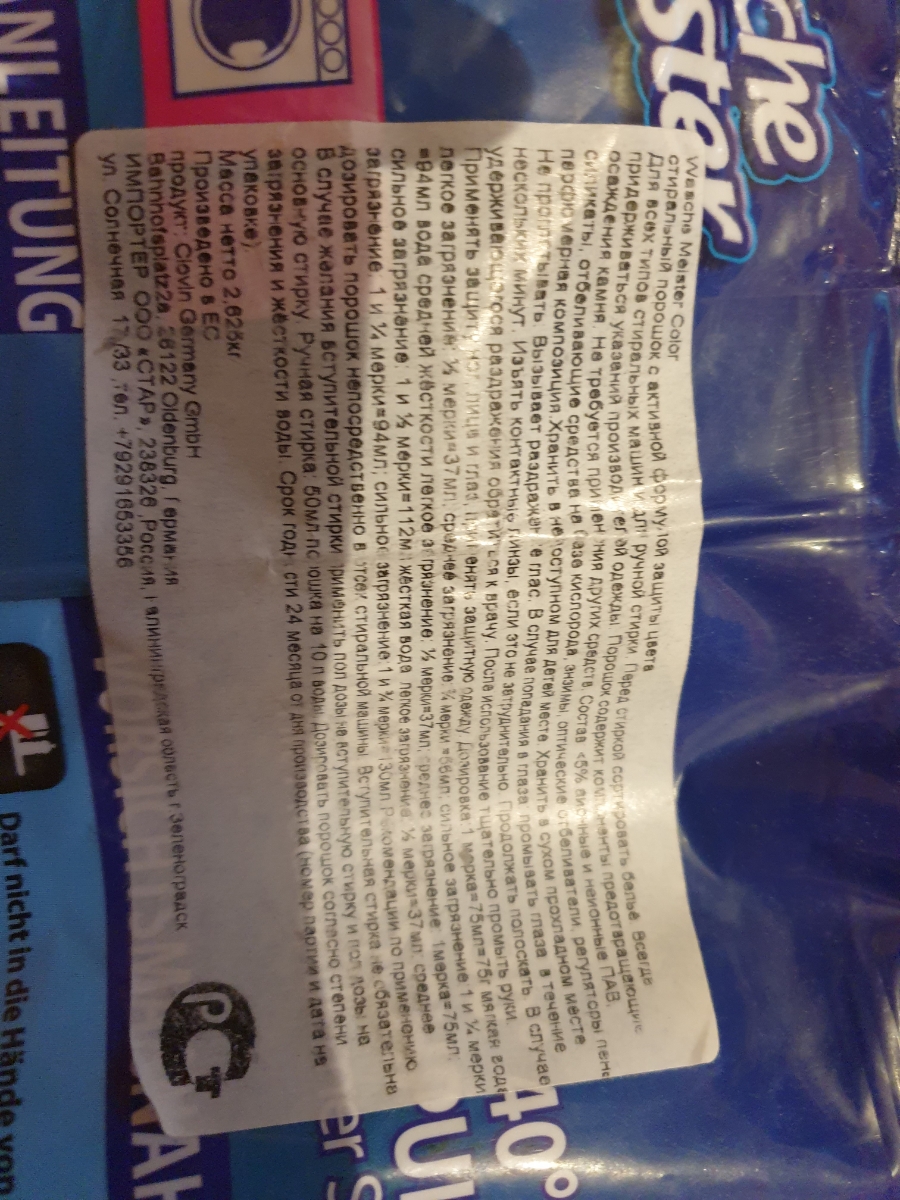 che
ster
ANLEITUNG
Waschs Meister Color
стиральный порошок с активной формулой защиты цвета
Для всех типов стиральных машин и для ручной стирки. Перед стиркой сортировать белье. Всегда
придерживаться указаний производителей одежды. Порошок содержит компоненты предотвращающие
осаждения камня. Не требуется применения других средств. Состав <5% анионные и неионные ПАВ,
силикаты, отбеливающие средства на базе кислорода, энзимы, оптические отбеливатели, регуляторы пены,
парфюмерная композиция. Хранить в недоступном для детей месте. Хранить в сухом прохладном месте
Не проглатывать. Вызывает раздражение глаз. В случае попадания в глаза: промывать глаза в течение
нескольких минут. Изъять контактные линзы, если это не затруднительно. Продолжать полоскать. В случае
удерживающегося раздражения обратиться к врачу. После использование тщательно промыть руки.
Применять защитную лица и глаз, применять защитную одежду. Дозировка:1 мерка=75мл=75г мягкая вода
легкое загрязнение: ½ мерки=37мл; среднее загрязнение: ¾ мерки =56мл; сильное загрязнение: 1 и ¼ мерки
=94мл вода средней жёсткости легкое загрязнение: ½ мерки=37мл, среднее загрязнение: 1мерка=75мл;
сильное загрязнение: 1 и ½ мерки=112мл жёсткая вода легкое загрязнение: ½ мерки=37мл; среднее
загрязнение: 1 и ¼ мерки=94мл; сильное загрязнение:1 и ¾ мерки=130мл Рекомендации по применению
дозировать порошок непосредственно в отсек стиральной машины. Вступительная стирка не обязательна
В случае желания вступительной стирки применить пол дозы на вступительную стирку и пол дозы на
основную стирку. Ручная стирка: 50мл порошка на 10 л воды Дозировать порошок согласно степени
загрязнения и жёсткости воды. Срок годности 24 месяца от дня производства (номер партии и дата на
упаковке).
Масса нетто 2,625кг
Произведено в ЕС
продукт: Clovin Germany GmbH
Bahnhofsplatz2a, 26122 Oldenburg, Германия
ИМПОРТЕР ООО «СТАР», 238326 ,Россия, Калининградская область г.Зеленоградск
ул. Солнечная 17/33 ,тел. +79291663356
РСТ
40°
Darf nicht in die Hände von